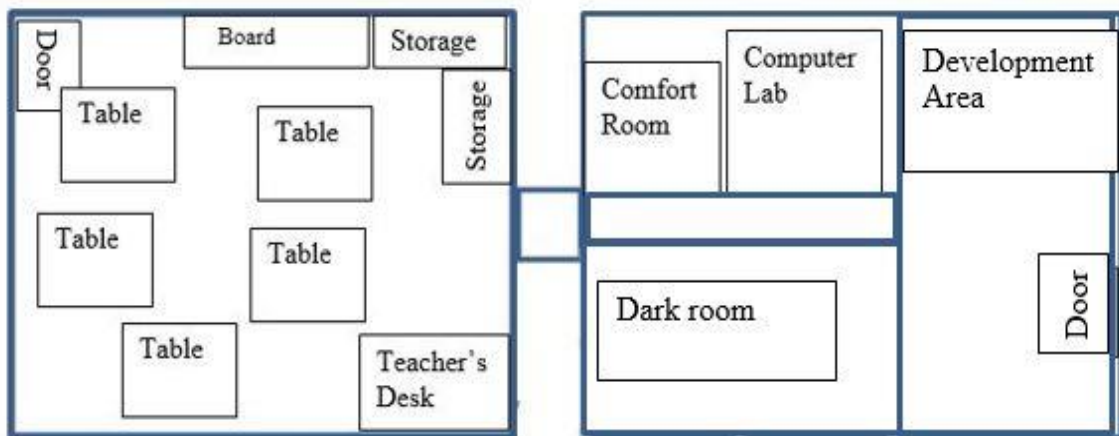 Door
Board
Storage
Storage
Table
Table
Table
Table
Table
Teacher's
Desk
Comfort
Room
Computer
Lab
Development
Area
Dark room
Door